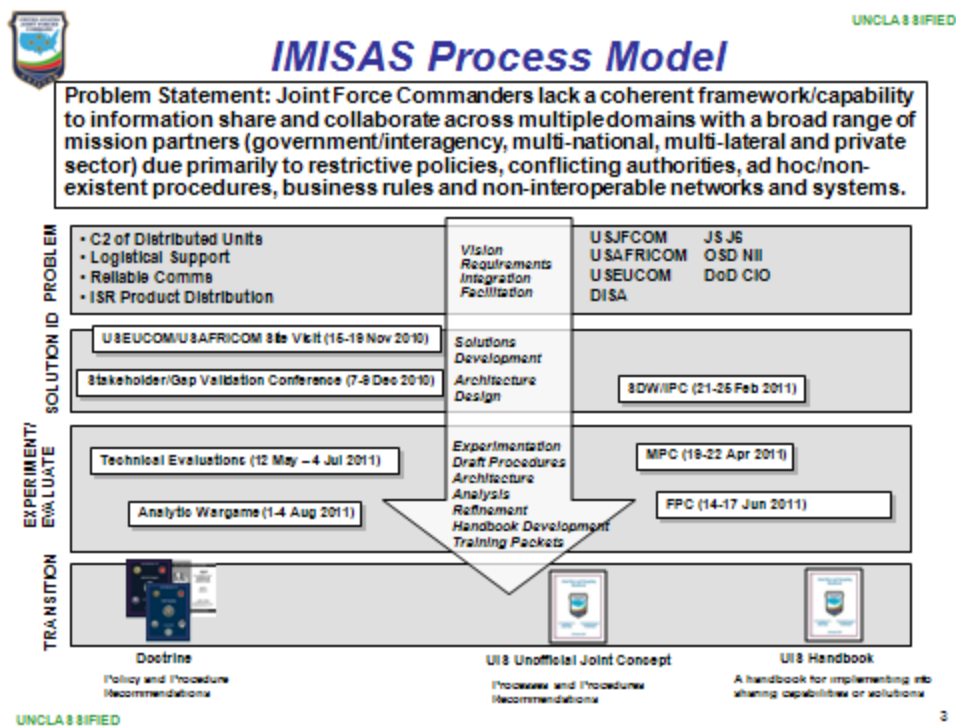 UNCLASSIFIED
IMISAS Process Model
Problem Statement: Joint Force Commanders lack a coherent framework/capability
to information share and collaborate across multiple domains with a broad range of
mission partners (government/interagency, multi-national, multi-lateral and private
sector) due primarily to restrictive policies, conflicting authorities, ad hoc/non-
existent procedures, business rules and non-interoperable networks and systems.
PROBLEM
• C2 of Distributed Units
• Logistical Support
• Reliable Comms
• ISR Product Distribution
Vision
Requirements
Integration
Facilitation
USJFCOM JS J6
USAFRICOM OSD NII
USEUCOM DoD CIO
DISA
SOLUTION ID
USEUCOM/USAFRICOM Site Visit (15-19 Nov 2010)
Stakeholder/Gap Validation Conference (7-9 Dec 2010)
Solutions
Development
Architecture
Design
SDW/IPC (21-25 Feb 2011)
EXPERIMENT/
EVALUATE
Technical Evaluations (12 May – 4 Jul 2011)
Analytic Wargame (1-4 Aug 2011)
Experimentation
Draft Procedures
Architecture
Analysis
Refinement
Handbook Development
Training Packets
MPC (19-22 Apr 2011)
FPC (14-17 Jun 2011)
TRANSITION
Doctrine
Policy and Procedure
Recommendations
UIS Unofficial Joint Concept
Processes and Procedures
Recommendations
UIS Handbook
A handbook for implementing info
sharing capabilities or solutions
UNCLASSIFIED
3